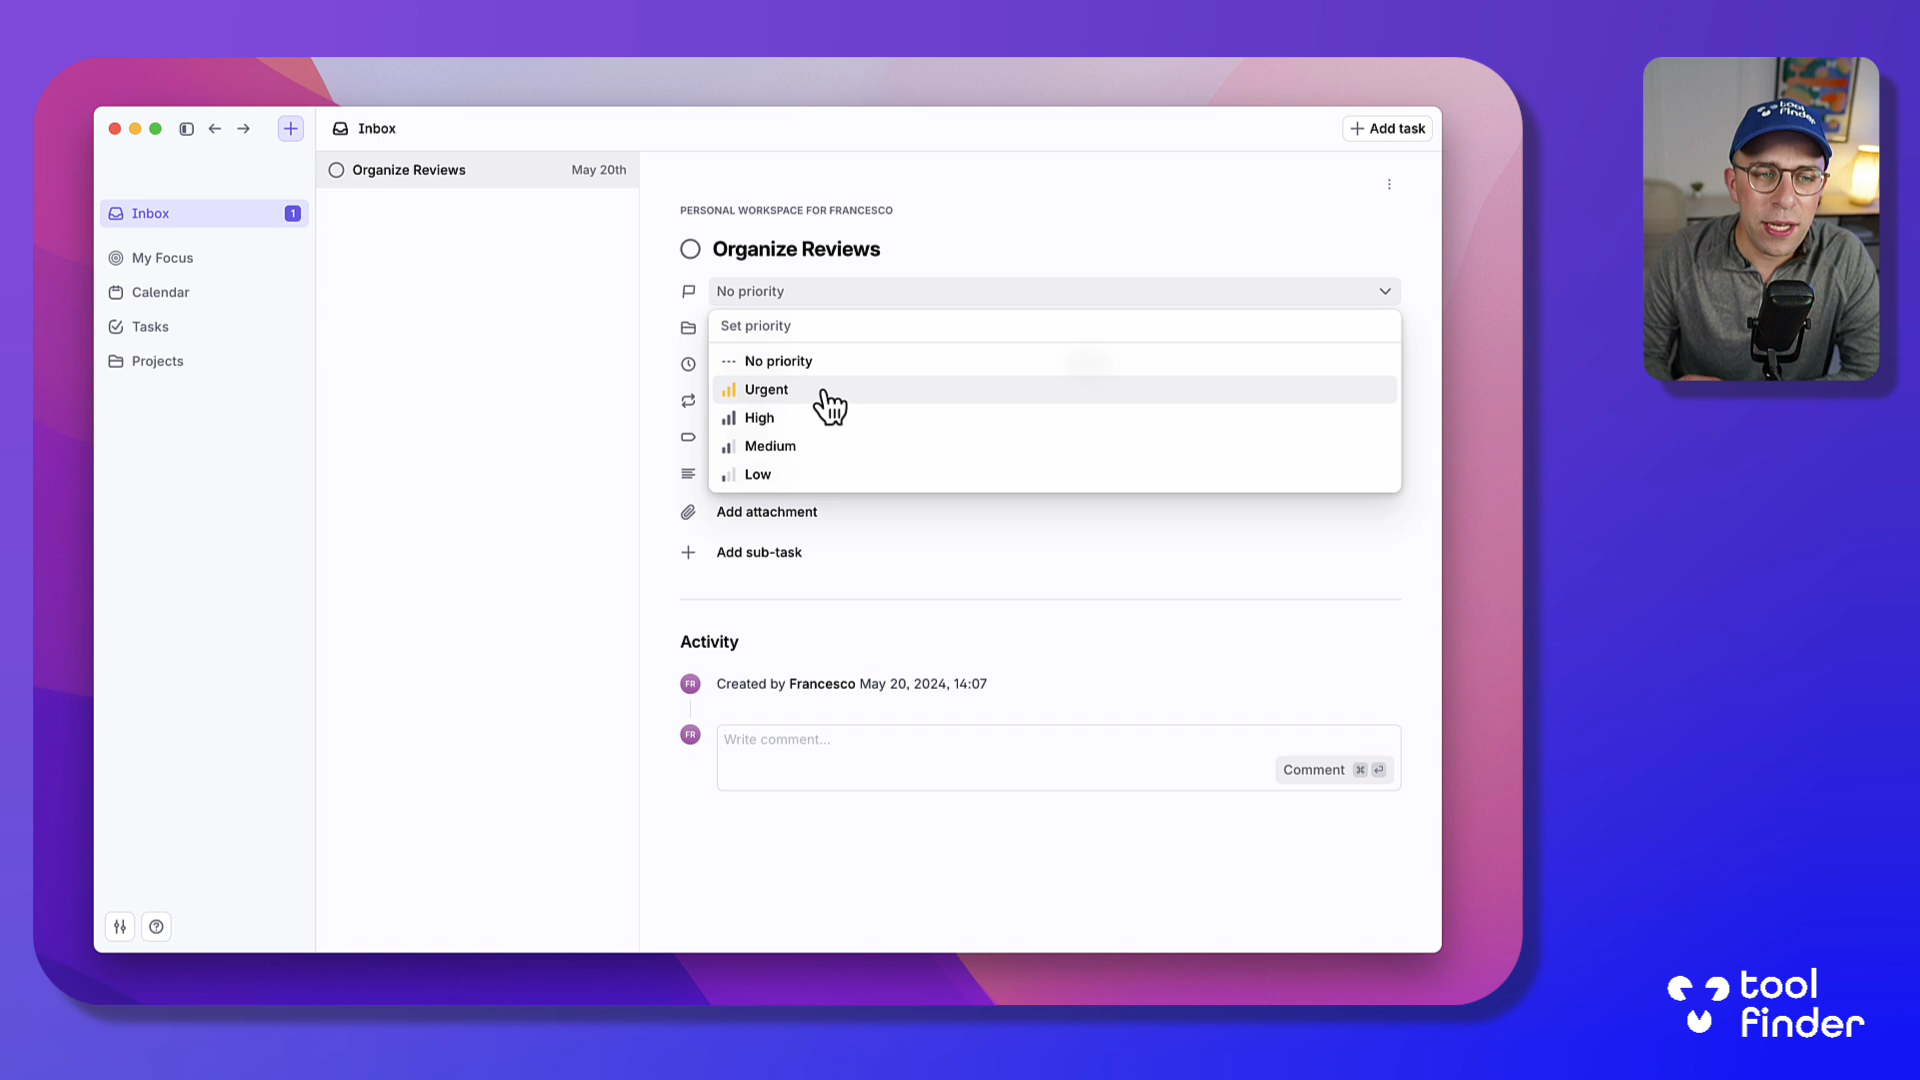 Inbox
Add task
Organize Reviews
May 20th
Inbox
1
My Focus
Calendar
Tasks
Projects
PERSONAL WORKSPACE FOR FRANCESCO
Organize Reviews
No priority
Set priority
No priority
Urgent
High
Medium
Low
Add attachment
Add sub-task
Activity
FR
Created by Francesco May 20, 2024, 14:07
FR
Write comment...
Comment ⌘ ↩
tool
finder
tool
finder